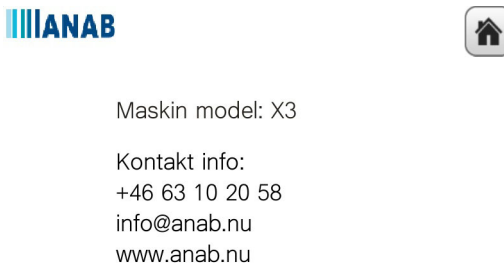 ANAB
Maskin model: X3
Kontakt info:
+46 63 10 20 58
info@anab.nu
www.anab.nu